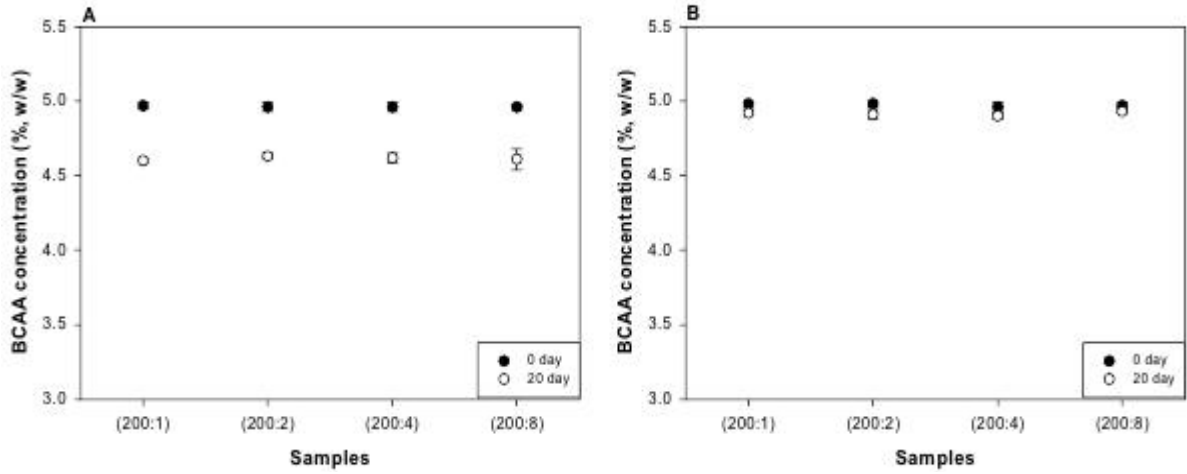 A
5.5
5.0
4.5
4.0
3.5
3.0
BCAA concentration (%, w/w)
0 day
20 day
(200:1) (200:2) (200:4) (200:8)
Samples
B
5.5
5.0
4.5
4.0
3.5
3.0
BCAA concentration (%, w/w)
0 day
20 day
(200:1) (200:2) (200:4) (200:8)
Samples